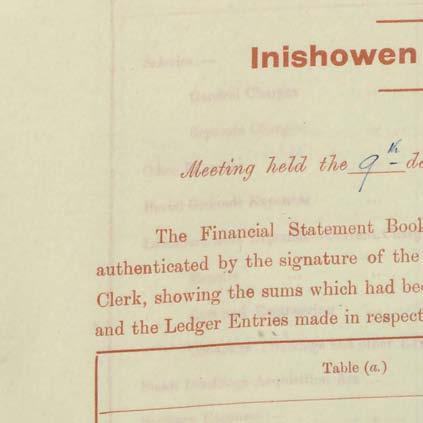 Inishowen
Meeting held the 9th
The Financial Statement Book
authenticated by the signature of the
Clerk, showing the sums which had be
and the Ledger Entries made in respect
Table (a.)